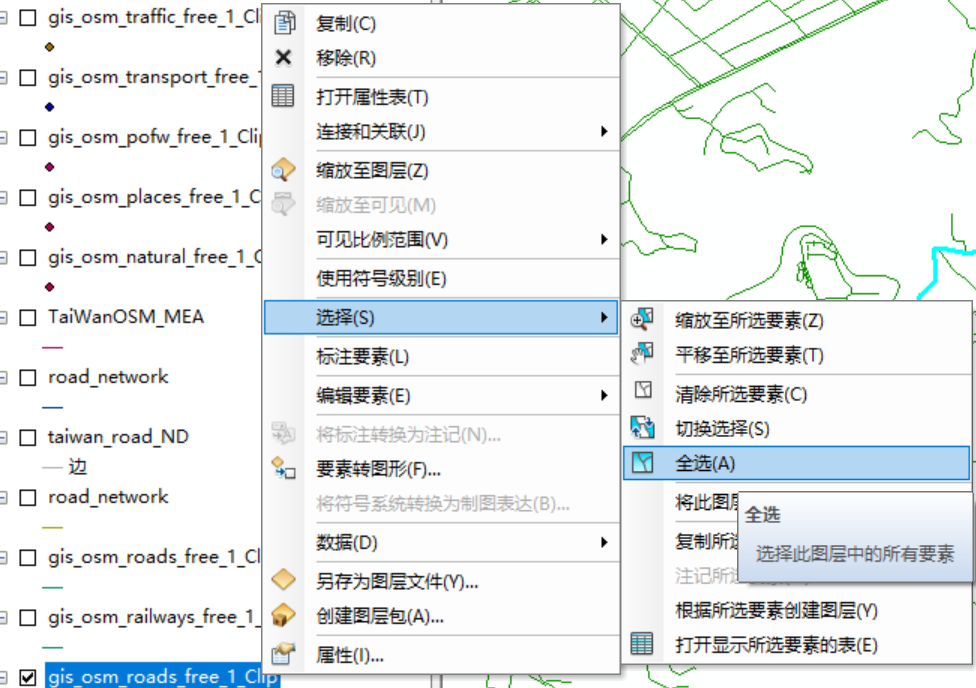 gis_osm_traffic_free_1_Cli
gis_osm_transport_free_1
gis_osm_pofw_free_1_Clip
gis_osm_places_free_1_C
gis_osm_natural_free_1_C
TaiWanOSM_MEA
road_network
taiwan_road_ND
边
road_network
gis_osm_roads_free_1_Cl
gis_osm_railways_free_1_
gis_osm_roads_free_1_Clip
复制(C)
移除(R)
打开属性表(T)
连接和关联(J)
缩放至图层(Z)
缩放至可见(M)
可见比例范围(V)
使用符号级别(E)
选择(S)
标注要素(L)
编辑要素(E)
将标注转换为注记(N)...
要素转图形(F)...
将符号系统转换为制图表达(B)...
数据(D)
另存为图层文件(Y)...
创建图层包(A)...
属性(I)...
缩放至所选要素(Z)
平移至所选要素(T)
清除所选要素(C)
切换选择(S)
全选(A)
将此图层
复制所选
注记所
根据所选要素创建图层(Y)
打开显示所选要素的表(E)
全选
选择此图层中的所有要素